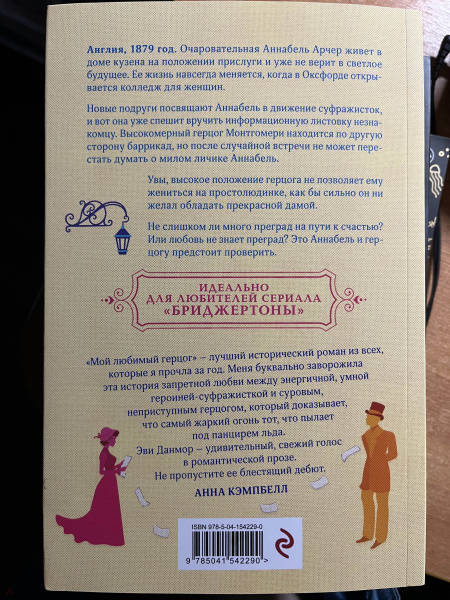 Англия, 1879 год. Очаровательная Аннабель Арчер живет в
доме кузена на положении прислуги и уже не верит в светлое
будущее. Ее жизнь навсегда меняется, когда в Оксфорде откры-
вается колледж для женщин.
Новые подруги посвящают Аннабель в движение суфражисток,
и вот она уже спешит вручить информационную листовку незна-
комцу. Высокомерный герцог Монтгомери находится по другую
сторону баррикад, но после случайной встречи не может пере-
стать думать о милом личике Аннабель.
Увы, высокое положение герцога не позволяет ему
жениться на простолюдинке, как бы сильно он ни
желал обладать прекрасной дамой.
Не слишком ли много преград на пути к счастью?
Или любовь не знает преград? Это Аннабель и гер-
цогу предстоит проверить.
ИДЕАЛЬНО
ДЛЯ ЛЮБИТЕЛЕЙ СЕРИАЛА
«БРИДЖЕРТОНЫ»
«Мой любимый герцог» – лучший исторический роман из всех,
которые я прочла за год. Меня буквально заворожила
эта история запретной любви между энергичной, умной
героиней-суфражисткой и суровым,
неприступным герцогом, который доказывает,
что самый жаркий огонь тот, что пылает
под панцирем льда.
Эви Данмор – удивительный, свежий голос
в романтической прозе.
Не пропустите ее блестящий дебют.
АННА КЭМПБЕЛЛ
ISBN 978-5-04-154229-0
9 785041 542290 >